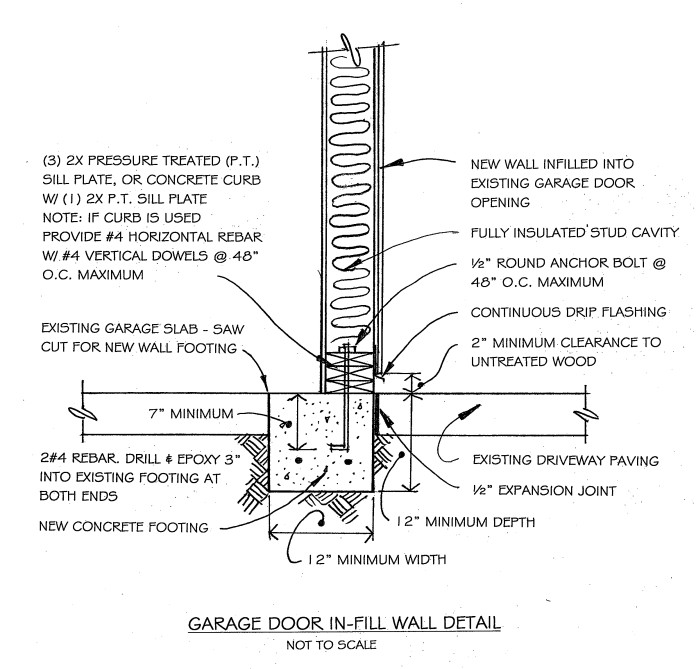 (3) 2X PRESSURE TREATED (P.T.)
SILL PLATE, OR CONCRETE CURB
W/ (1) 2X P.T. SILL PLATE
NOTE: IF CURB IS USED
PROVIDE #4 HORIZONTAL REBAR
W/ #4 VERTICAL DOWELS @ 48"
O.C. MAXIMUM
EXISTING GARAGE SLAB - SAW
CUT FOR NEW WALL FOOTING
7" MINIMUM
2#4 REBAR. DRILL & EPOXY 3"
INTO EXISTING FOOTING AT
BOTH ENDS
NEW CONCRETE FOOTING
NEW WALL INFILLED INTO
EXISTING GARAGE DOOR
OPENING
FULLY INSULATED STUD CAVITY
½" ROUND ANCHOR BOLT @
48" O.C. MAXIMUM
CONTINUOUS DRIP FLASHING
2" MINIMUM CLEARANCE TO
UNTREATED WOOD
EXISTING DRIVEWAY PAVING
½" EXPANSION JOINT
12" MINIMUM DEPTH
12" MINIMUM WIDTH
GARAGE DOOR IN-FILL WALL DETAIL
NOT TO SCALE